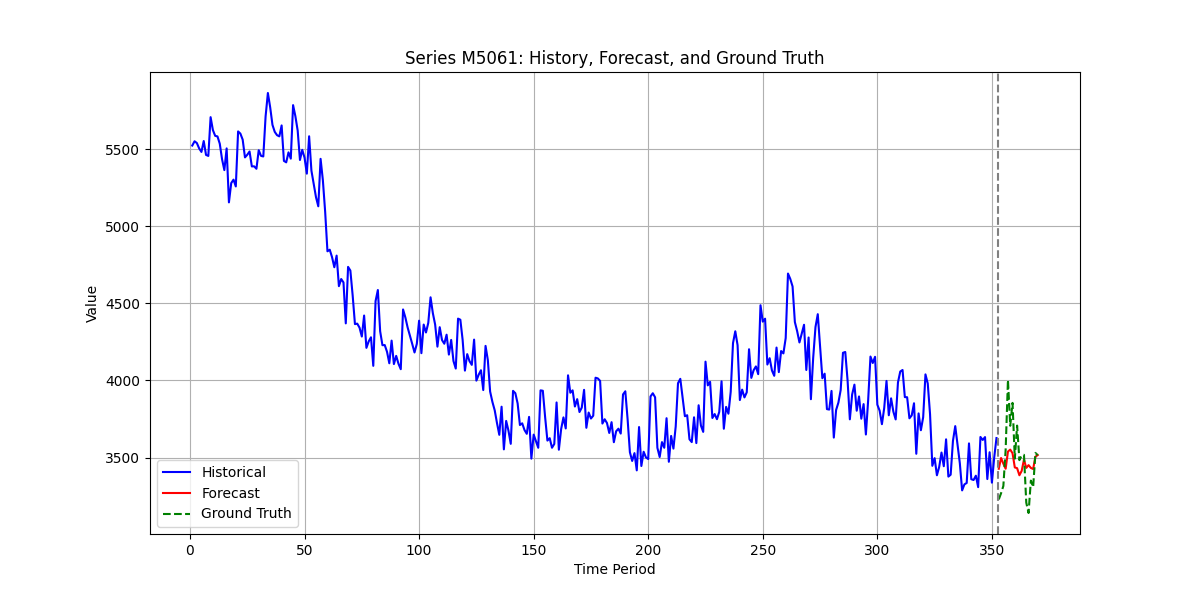 Series M5061: History, Forecast, and Ground Truth
Value
5500
5000
4500
4000
3500
Historical
Forecast
Ground Truth
0 50 100 150 200 250 300 350
Time Period